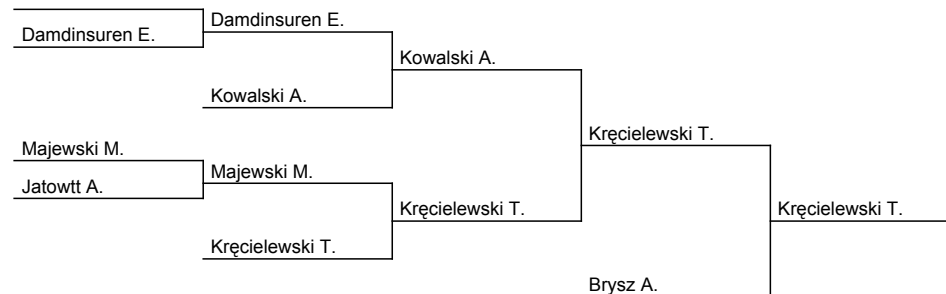 Damdinsuren E.
Damdinsuren E.
Kowalski A.
Kowalski A.
Majewski M.
Jatowtt A.
Majewski M.
Kręcielewski T.
Kręcielewski T.
Kręcielewski T.
Brysz A.
Kręcielewski T.